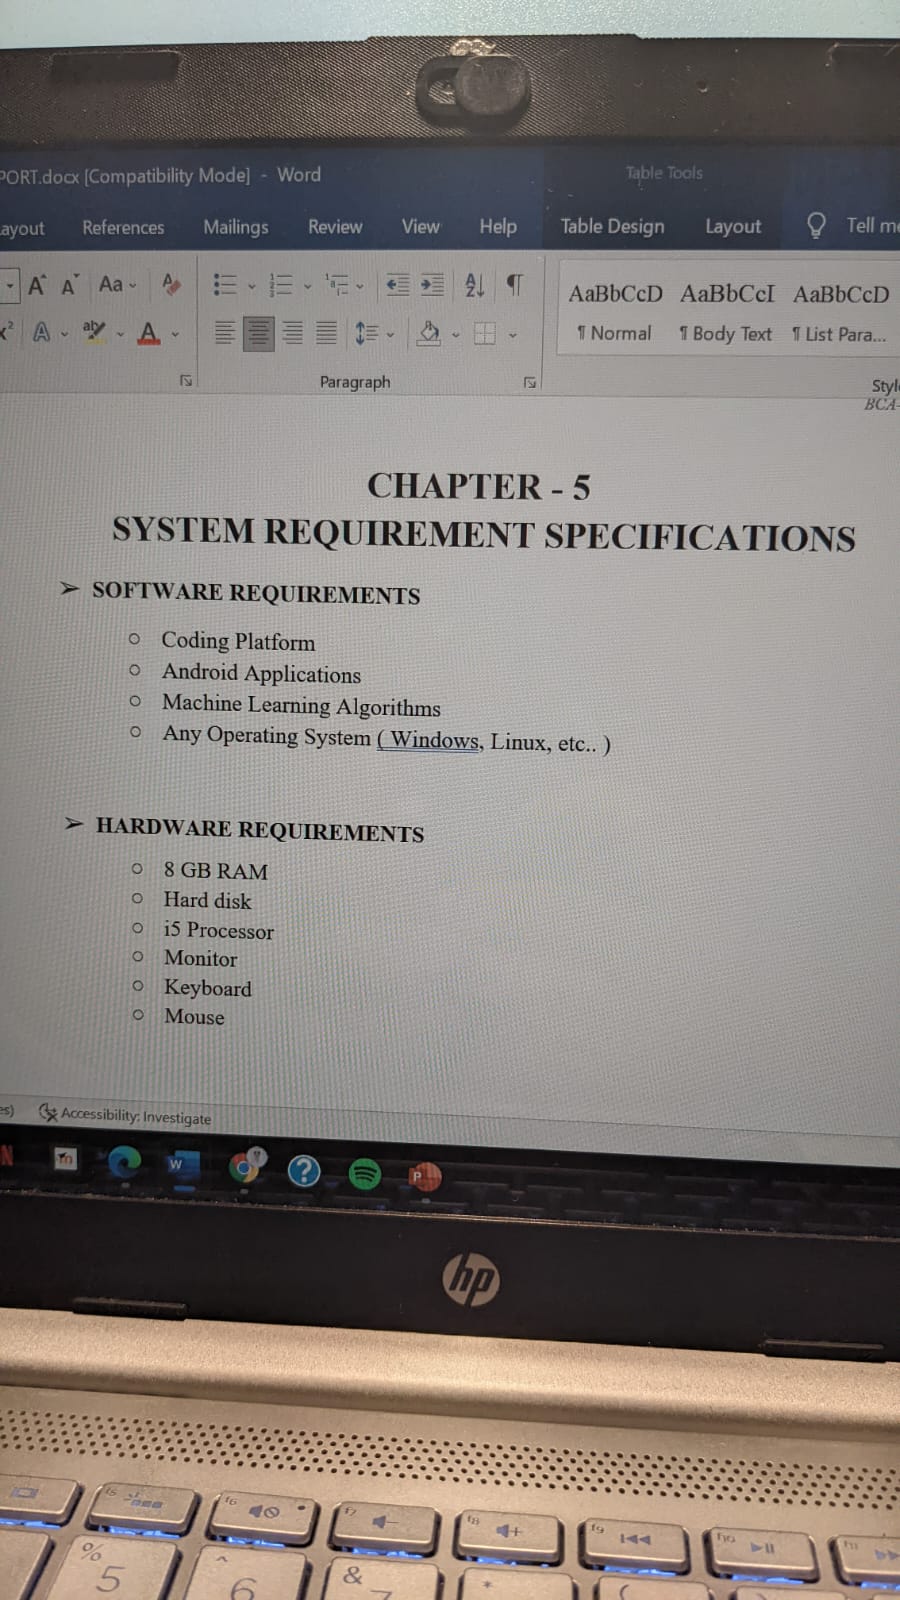 PORT.docx [Compatibility Mode] - Word
Table Tools
ayout References Mailings Review View Help Table Design Layout Tell me
A A Aa A
AaBbCcD AaBbCcI AaBbCcD
A aby A
¶ Normal ¶ Body Text ¶ List Para...
Paragraph
Style
BCA-
CHAPTER - 5
SYSTEM REQUIREMENT SPECIFICATIONS
➢ SOFTWARE REQUIREMENTS
o Coding Platform
o Android Applications
o Machine Learning Algorithms
o Any Operating System ( Windows, Linux, etc.. )
➢ HARDWARE REQUIREMENTS
o 8 GB RAM
o Hard disk
o i5 Processor
o Monitor
o Keyboard
o Mouse
es) Accessibility: Investigate
N m W ? P
hp
f5 f6 f7 f8 f9 f10 f11
% ^ & * (
5 6 7